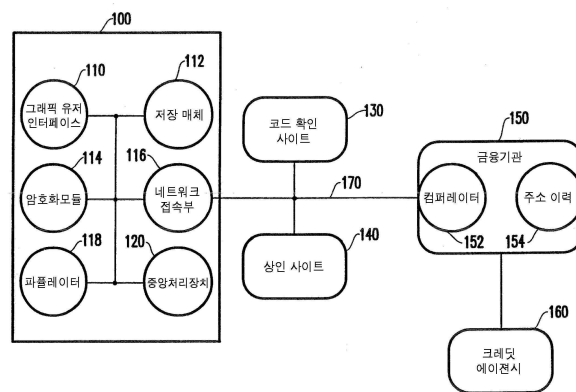 100
110
112
그래픽 유저
인터페이스
저장 매체
114
116
암호화모듈
네트워크
접속부
118
120
파퓰레이터
중앙처리장치
130
코드 확인
사이트
170
140
상인 사이트
150
금융기관
컴퍼레이터
주소 이력
152
154
160
크레딧
에이젼시